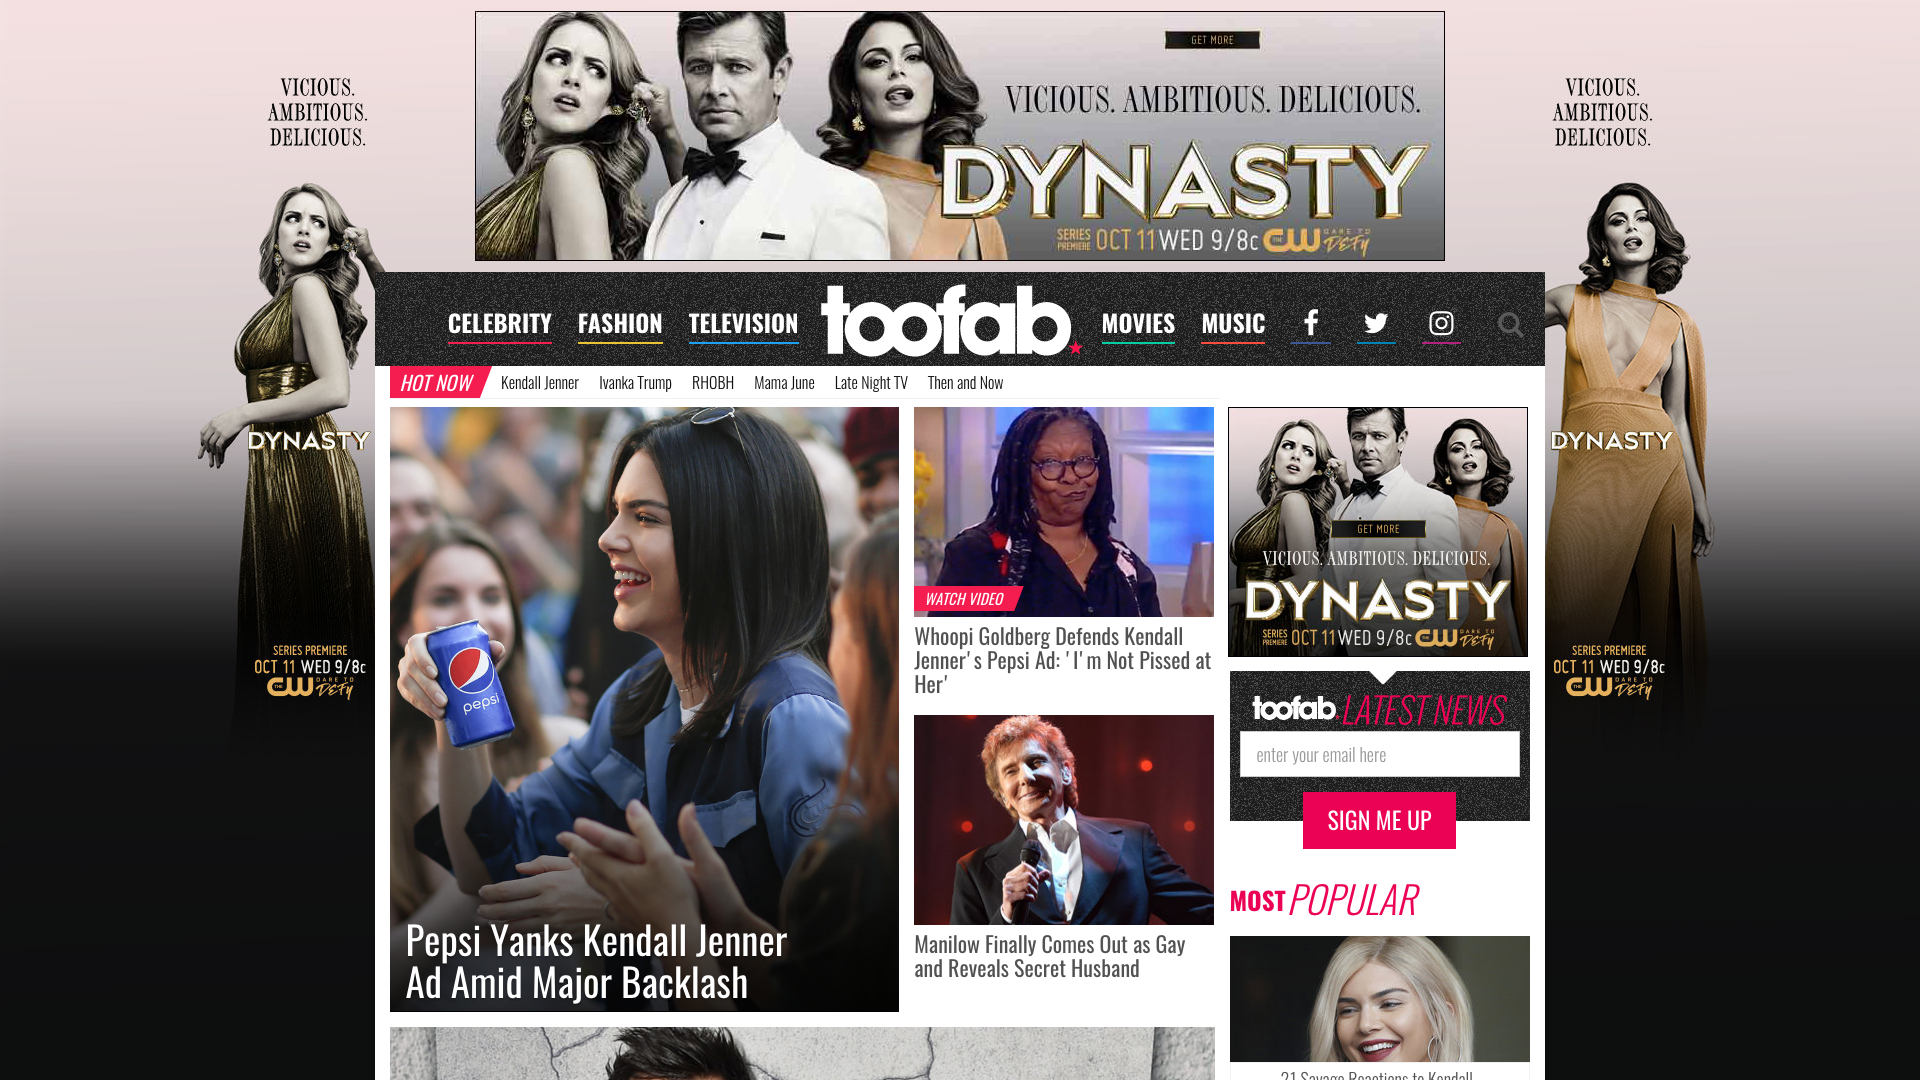 GET MORE
VICIOUS. AMBITIOUS. DELICIOUS.
DYNASTY
SERIES PREMIERE OCT 11 WED 9/8c THE CW DARE TO DEFY
VICIOUS.
AMBITIOUS.
DELICIOUS.
DYNASTY
SERIES PREMIERE
OCT 11 WED 9/8c
THE CW DARE TO DEFY
VICIOUS.
AMBITIOUS.
DELICIOUS.
DYNASTY
SERIES PREMIERE
OCT 11 WED 9/8c
THE CW DARE TO DEFY
CELEBRITY FASHION TELEVISION toofab MOVIES MUSIC
HOT NOW Kendall Jenner Ivanka Trump RHOBH Mama June Late Night TV Then and Now
pepsi
Pepsi Yanks Kendall Jenner
Ad Amid Major Backlash
WATCH VIDEO
Whoopi Goldberg Defends Kendall
Jenner's Pepsi Ad: 'I'm Not Pissed at
Her'
Manilow Finally Comes Out as Gay
and Reveals Secret Husband
GET MORE
VICIOUS. AMBITIOUS. DELICIOUS.
DYNASTY
SERIES PREMIERE OCT 11 WED 9/8c THE CW DARE TO DEFY
toofab LATEST NEWS
enter your email here
SIGN ME UP
MOST POPULAR
21 Savage Reactions to Kendall